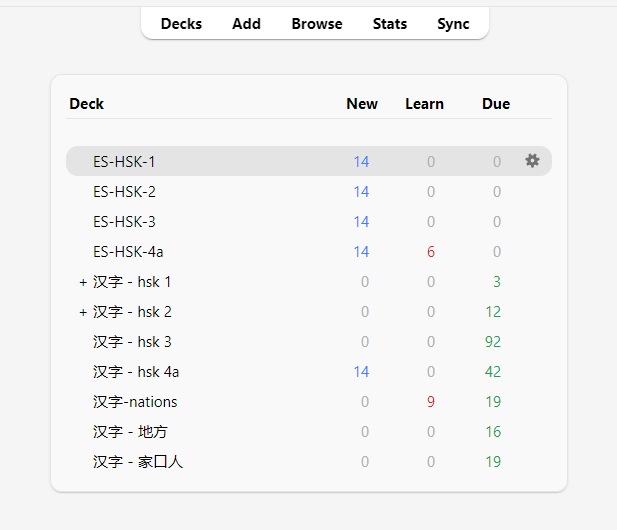 Decks Add Browse Stats Sync
Deck New Learn Due
ES-HSK-1 14 0 0
ES-HSK-2 14 0 0
ES-HSK-3 14 0 0
ES-HSK-4a 14 6 0
+ 汉字 - hsk 1 0 0 3
+ 汉字 - hsk 2 0 0 12
汉字 - hsk 3 0 0 92
汉字 - hsk 4a 14 0 42
汉字-nations 0 9 19
汉字 - 地方 0 0 16
汉字 - 家口人 0 0 19